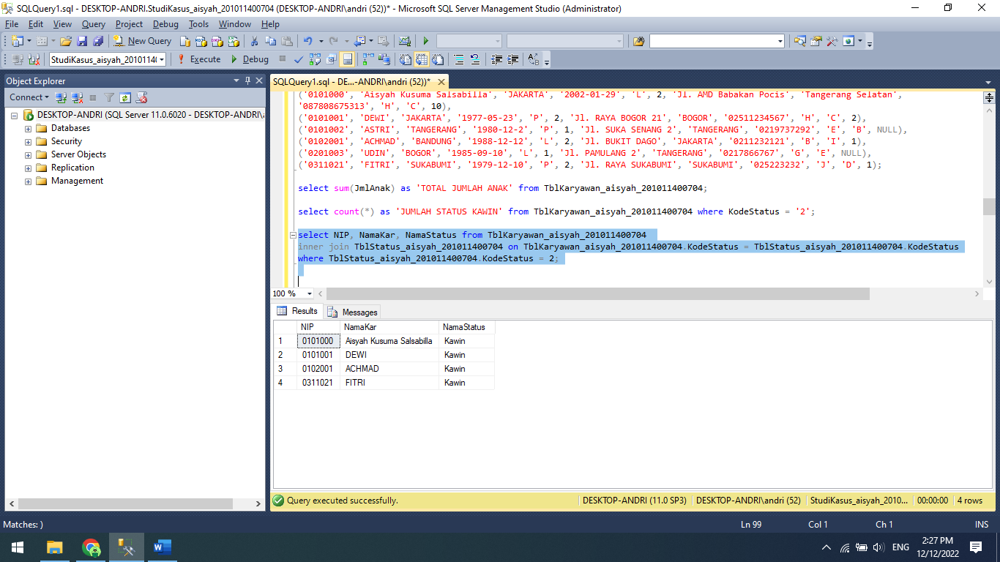 SQLQuery1.sql - DESKTOP-ANDRI.StudiKasus_aisyah_201011400704 (DESKTOP-ANDRI\andri (52))* - Microsoft SQL Server Management Studio (Administrator)
File Edit View Query Project Debug Tools Window Help
New Query
StudiKasus_aisyah_2010114( Execute Debug
Object Explorer
Connect
DESKTOP-ANDRI (SQL Server 11.0.6020 - DESKTOP-ANDRI\
Databases
Security
Server Objects
Replication
Management
SQLQuery1.sql - DE...-ANDRI\andri (52))*
('0101000', 'Aisyah Kusuma Salsabilla', 'JAKARTA', '2002-01-29', 'L', 2, 'Jl. AMD Babakan Pocis', 'Tangerang Selatan',
'087808675313', 'H', 'C', 10),
('0101001', 'DEWI', 'JAKARTA', '1977-05-23', 'P', 2, 'Jl. RAYA BOGOR 21', 'BOGOR', '02511234567', 'H', 'C', 2),
('0101002', 'ASTRI', 'TANGERANG', '1980-12-2', 'P', 1, 'Jl. SUKA SENANG 2', 'TANGERANG', '0219737292', 'E', 'B', NULL),
('0102001', 'ACHMAD', 'BANDUNG', '1988-12-12', 'L', 2, 'Jl. BUKIT DAGO', 'JAKARTA', '0211232121', 'B', 'I', 1),
('0201003', 'UDIN', 'BOGOR', '1985-09-10', 'L', 1, 'Jl. PAMULANG 2', 'TANGERANG', '0217866767', 'G', 'E', NULL),
('0311021', 'FITRI', 'SUKABUMI', '1979-12-10', 'P', 2, 'Jl. RAYA SUKABUMI', 'SUKABUMI', '025223232', 'J', 'D', 1);
select sum(JmlAnak) as 'TOTAL JUMLAH ANAK' from TblKaryawan_aisyah_201011400704;
select count(*) as 'JUMLAH STATUS KAWIN' from TblKaryawan_aisyah_201011400704 where KodeStatus = '2';
select NIP, NamaKar, NamaStatus from TblKaryawan_aisyah_201011400704
inner join TblStatus_aisyah_201011400704 on TblKaryawan_aisyah_201011400704.KodeStatus = TblStatus_aisyah_201011400704.KodeStatus
where TblStatus_aisyah_201011400704.KodeStatus = 2;
100 %
Results Messages
NIP NamaKar NamaStatus
1 0101000 Aisyah Kusuma Salsabilla Kawin
2 0101001 DEWI Kawin
3 0102001 ACHMAD Kawin
4 0311021 FITRI Kawin
Query executed successfully. DESKTOP-ANDRI (11.0 SP3) DESKTOP-ANDRI\andri (52) StudiKasus_aisyah_2010... 00:00:00 4 rows
Matches: ) Ln 99 Col 1 Ch 1 INS
ENG
2:27 PM
12/12/2022